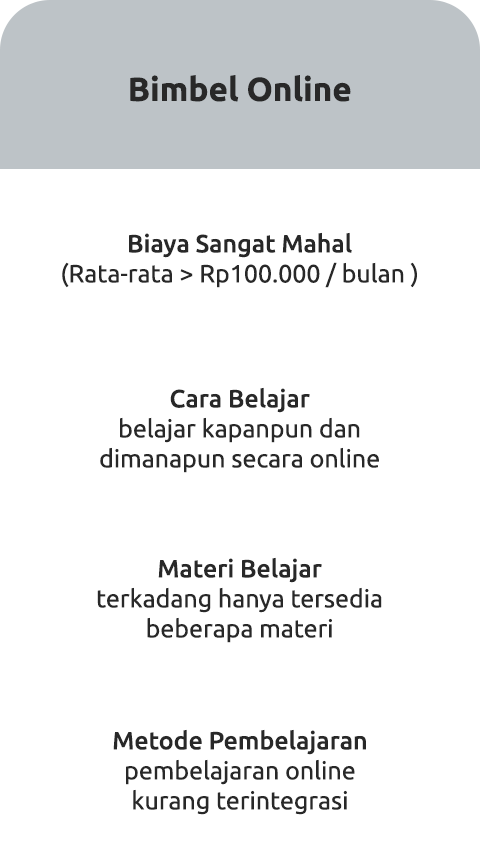 Bimbel Online
Biaya Sangat Mahal
(Rata-rata > Rp100.000 / bulan )
Cara Belajar
belajar kapanpun dan
dimanapun secara online
Materi Belajar
terkadang hanya tersedia
beberapa materi
Metode Pembelajaran
pembelajaran online
kurang terintegrasi